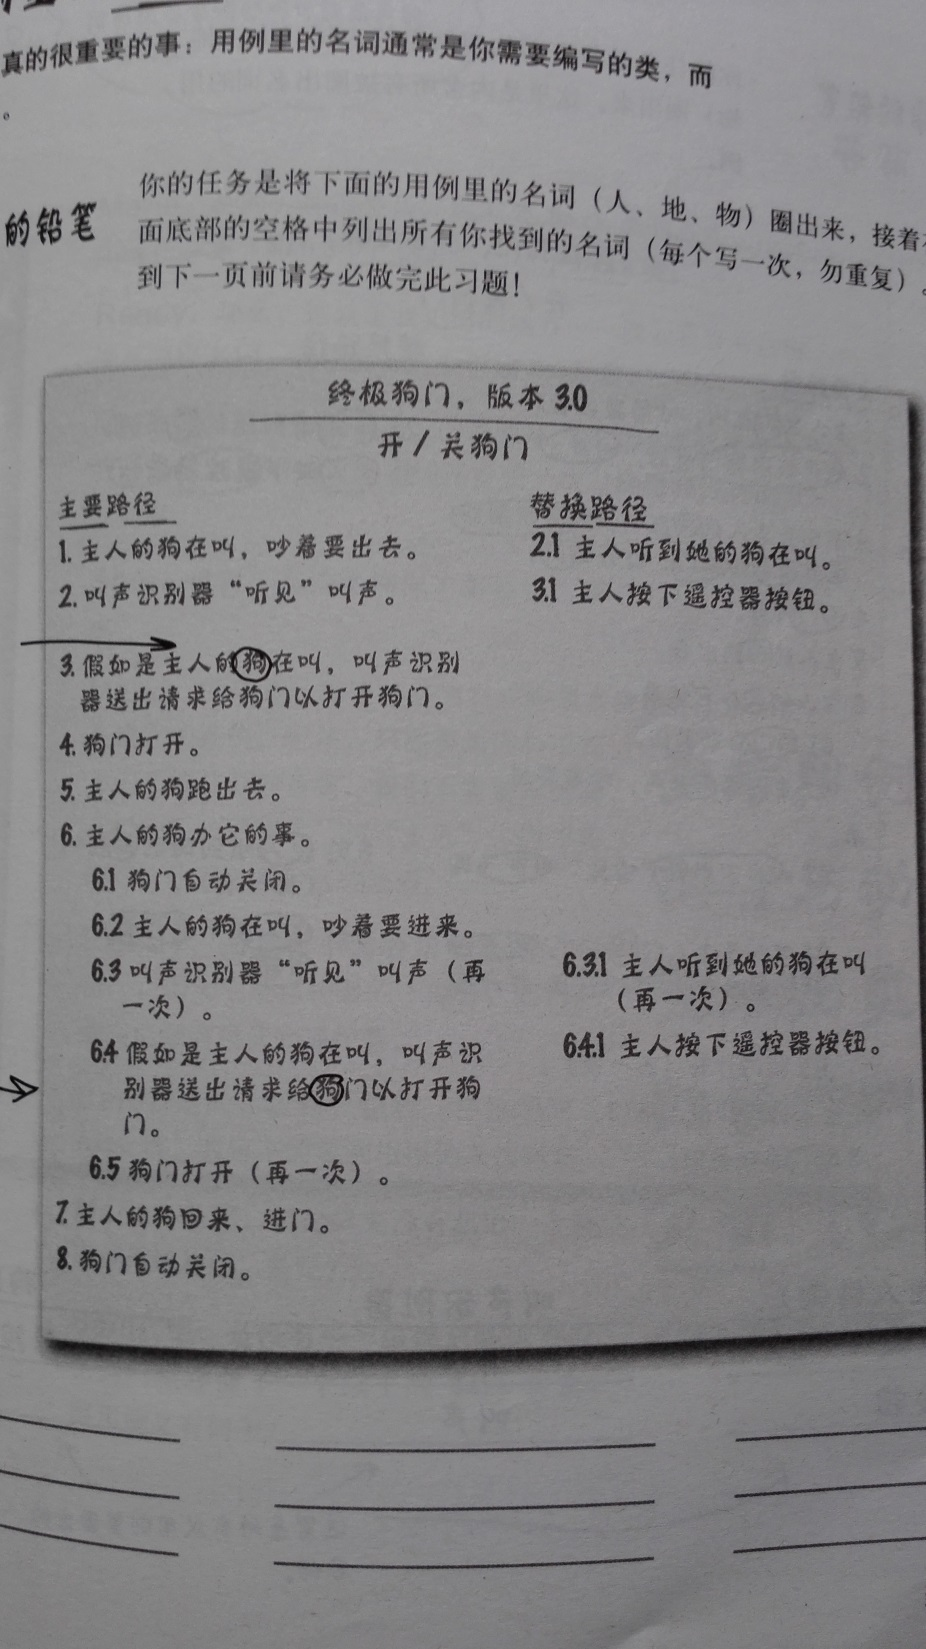 真的很重要的事：用例里的名词通常是你需要编写的类，而
。
的铅笔
你的任务是将下面的用例里的名词（人、地、物）圈出来，接着
面底部的空格中列出所有你找到的名词（每个写一次，勿重复）。
到下一页前请务必做完此习题！
终极狗门，版本 3.0
开 / 关狗门
主要路径
1. 主人的狗在叫，吵着要出去。
2. 叫声识别器“听见”叫声。
3. 假如是主人的狗在叫，叫声识别
器送出请求给狗门以打开狗门。
4. 狗门打开。
5. 主人的狗跑出去。
6. 主人的狗办它的事。
6.1 狗门自动关闭。
6.2 主人的狗在叫，吵着要进来。
6.3 叫声识别器“听见”叫声（再
一次）。
6.4 假如是主人的狗在叫，叫声识
别器送出请求给狗门以打开狗
门。
6.5 狗门打开（再一次）。
7. 主人的狗回来、进门。
8. 狗门自动关闭。
替换路径
2.1 主人听到她的狗在叫。
3.1 主人按下遥控器按钮。
6.3.1 主人听到她的狗在叫
（再一次）。
6.4.1 主人按下遥控器按钮。